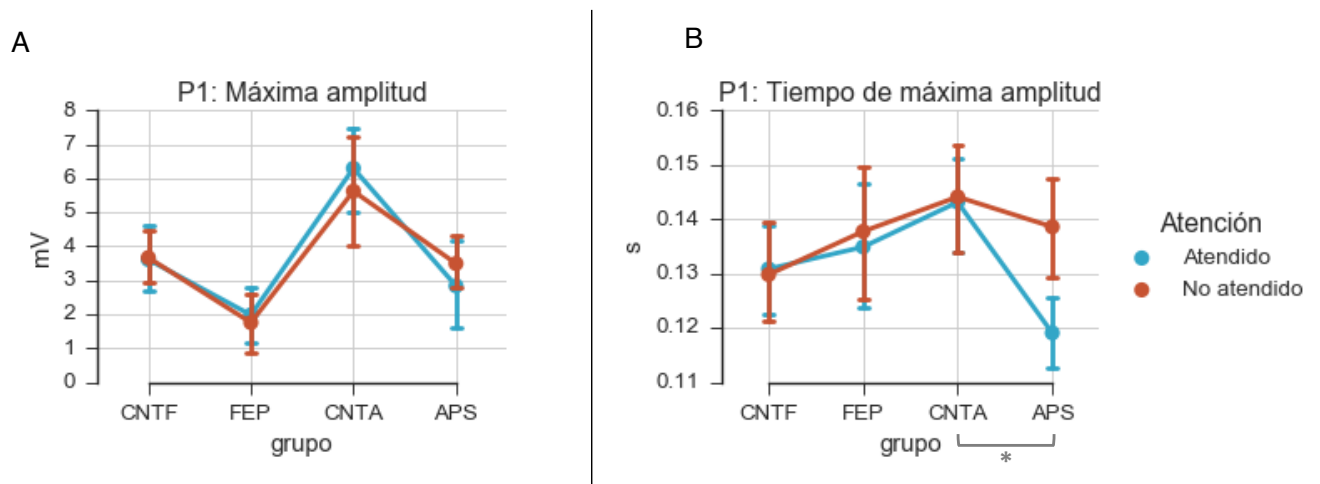 A
P1: Máxima amplitud
8
7
6
5
4
3
2
1
0
mV
CNTF FEP CNTA APS
grupo
B
P1: Tiempo de máxima amplitud
0.16
0.15
0.14
0.13
0.12
0.11
s
CNTF FEP CNTA APS
grupo
*
Atención
Atendido
No atendido